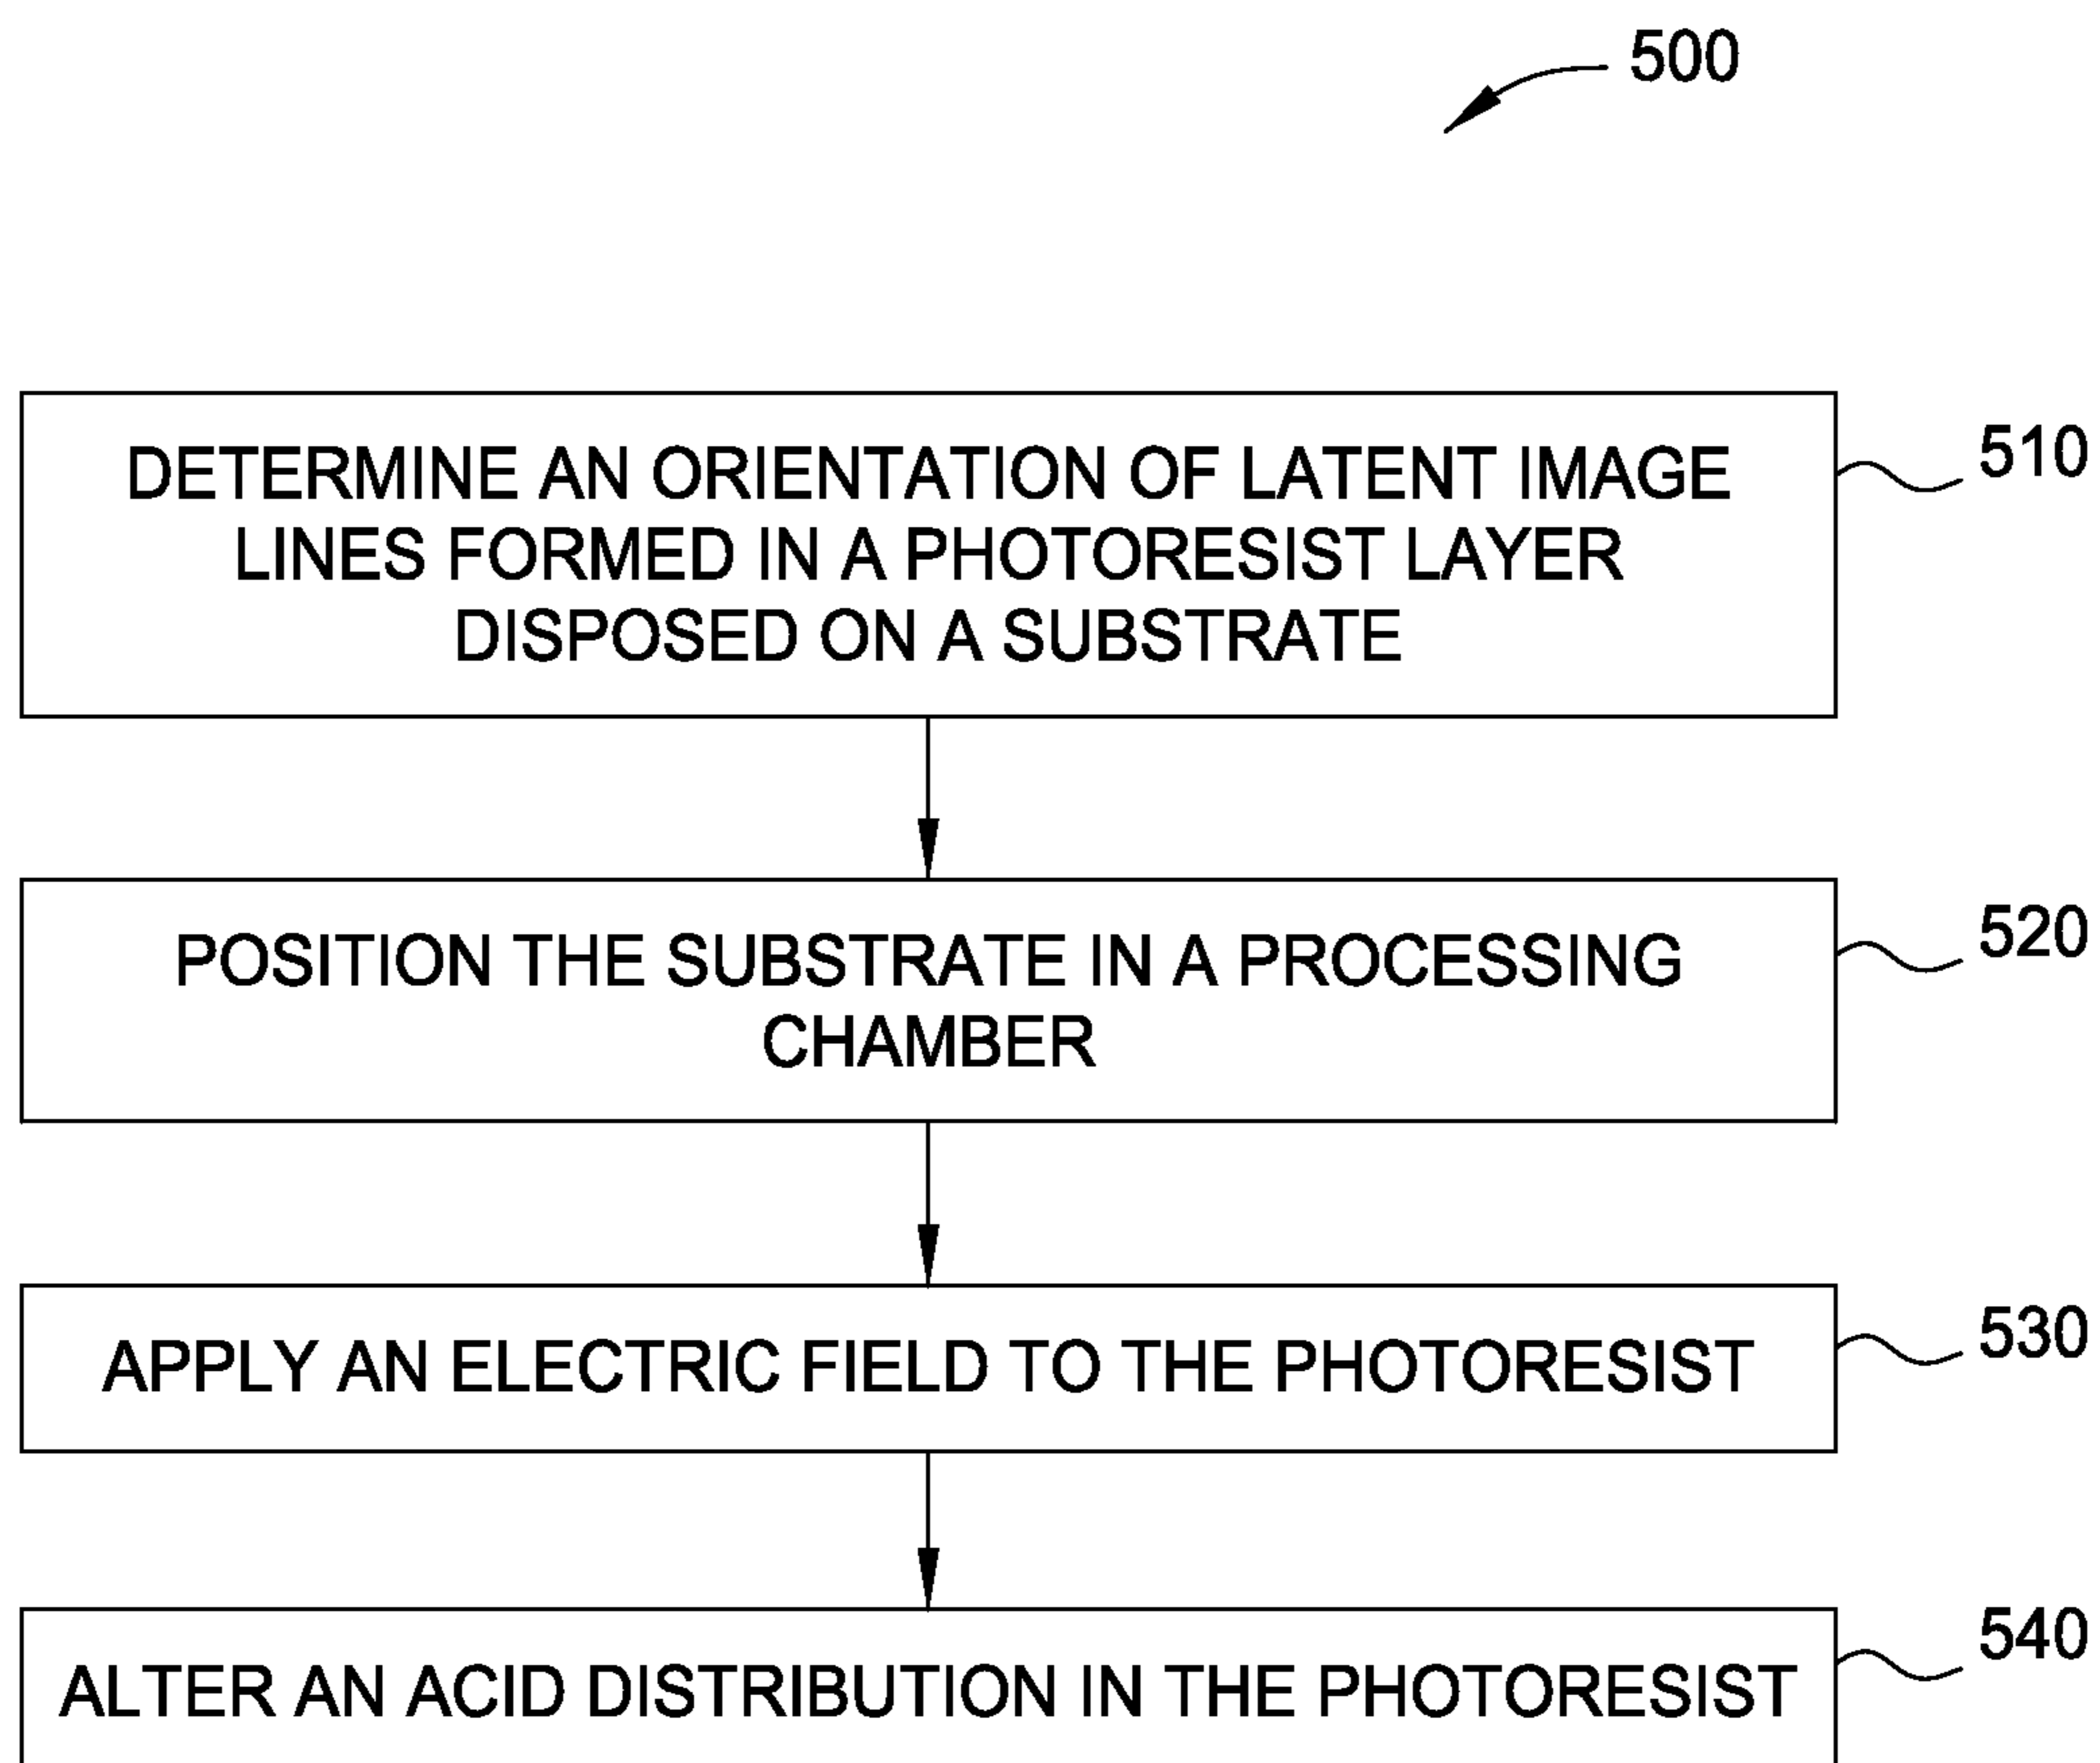 500
DETERMINE AN ORIENTATION OF LATENT IMAGE
LINES FORMED IN A PHOTORESIST LAYER
DISPOSED ON A SUBSTRATE
510
POSITION THE SUBSTRATE IN A PROCESSING
CHAMBER
520
APPLY AN ELECTRIC FIELD TO THE PHOTORESIST
530
ALTER AN ACID DISTRIBUTION IN THE PHOTORESIST
540